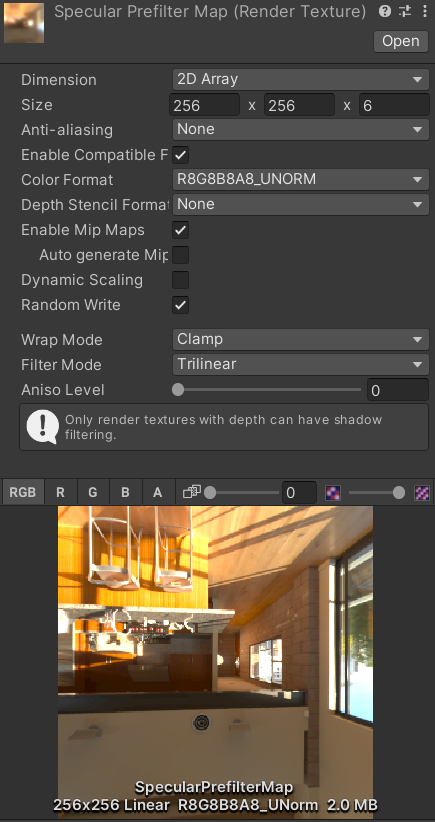 Specular Prefilter Map (Render Texture)
Open
Dimension 2D Array
Size 256 x 256 x 6
Anti-aliasing None
Enable Compatible F
Color Format R8G8B8A8_UNORM
Depth Stencil Format None
Enable Mip Maps
Auto generate Mip
Dynamic Scaling
Random Write
Wrap Mode Clamp
Filter Mode Trilinear
Aniso Level 0
Only render textures with depth can have shadow
filtering.
RGB R G B A 0
SpecularPrefilterMap
256x256 Linear R8G8B8A8_UNorm 2.0 MB